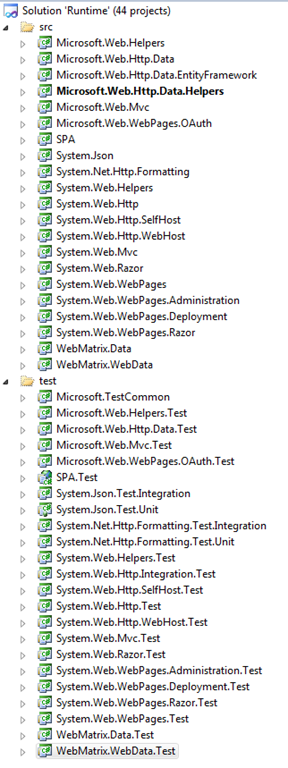 Solution 'Runtime' (44 projects)
src
Microsoft.Web.Helpers
Microsoft.Web.Http.Data
Microsoft.Web.Http.Data.EntityFramework
Microsoft.Web.Http.Data.Helpers
Microsoft.Web.Mvc
Microsoft.Web.WebPages.OAuth
SPA
System.Json
System.Net.Http.Formatting
System.Web.Helpers
System.Web.Http
System.Web.Http.SelfHost
System.Web.Http.WebHost
System.Web.Mvc
System.Web.Razor
System.Web.WebPages
System.Web.WebPages.Administration
System.Web.WebPages.Deployment
System.Web.WebPages.Razor
WebMatrix.Data
WebMatrix.WebData
test
Microsoft.TestCommon
Microsoft.Web.Helpers.Test
Microsoft.Web.Http.Data.Test
Microsoft.Web.Mvc.Test
Microsoft.Web.WebPages.OAuth.Test
SPA.Test
System.Json.Test.Integration
System.Json.Test.Unit
System.Net.Http.Formatting.Test.Integration
System.Net.Http.Formatting.Test.Unit
System.Web.Helpers.Test
System.Web.Http.Integration.Test
System.Web.Http.SelfHost.Test
System.Web.Http.Test
System.Web.Http.WebHost.Test
System.Web.Mvc.Test
System.Web.Razor.Test
System.Web.WebPages.Administration.Test
System.Web.WebPages.Deployment.Test
System.Web.WebPages.Razor.Test
System.Web.WebPages.Test
WebMatrix.Data.Test
WebMatrix.WebData.Test